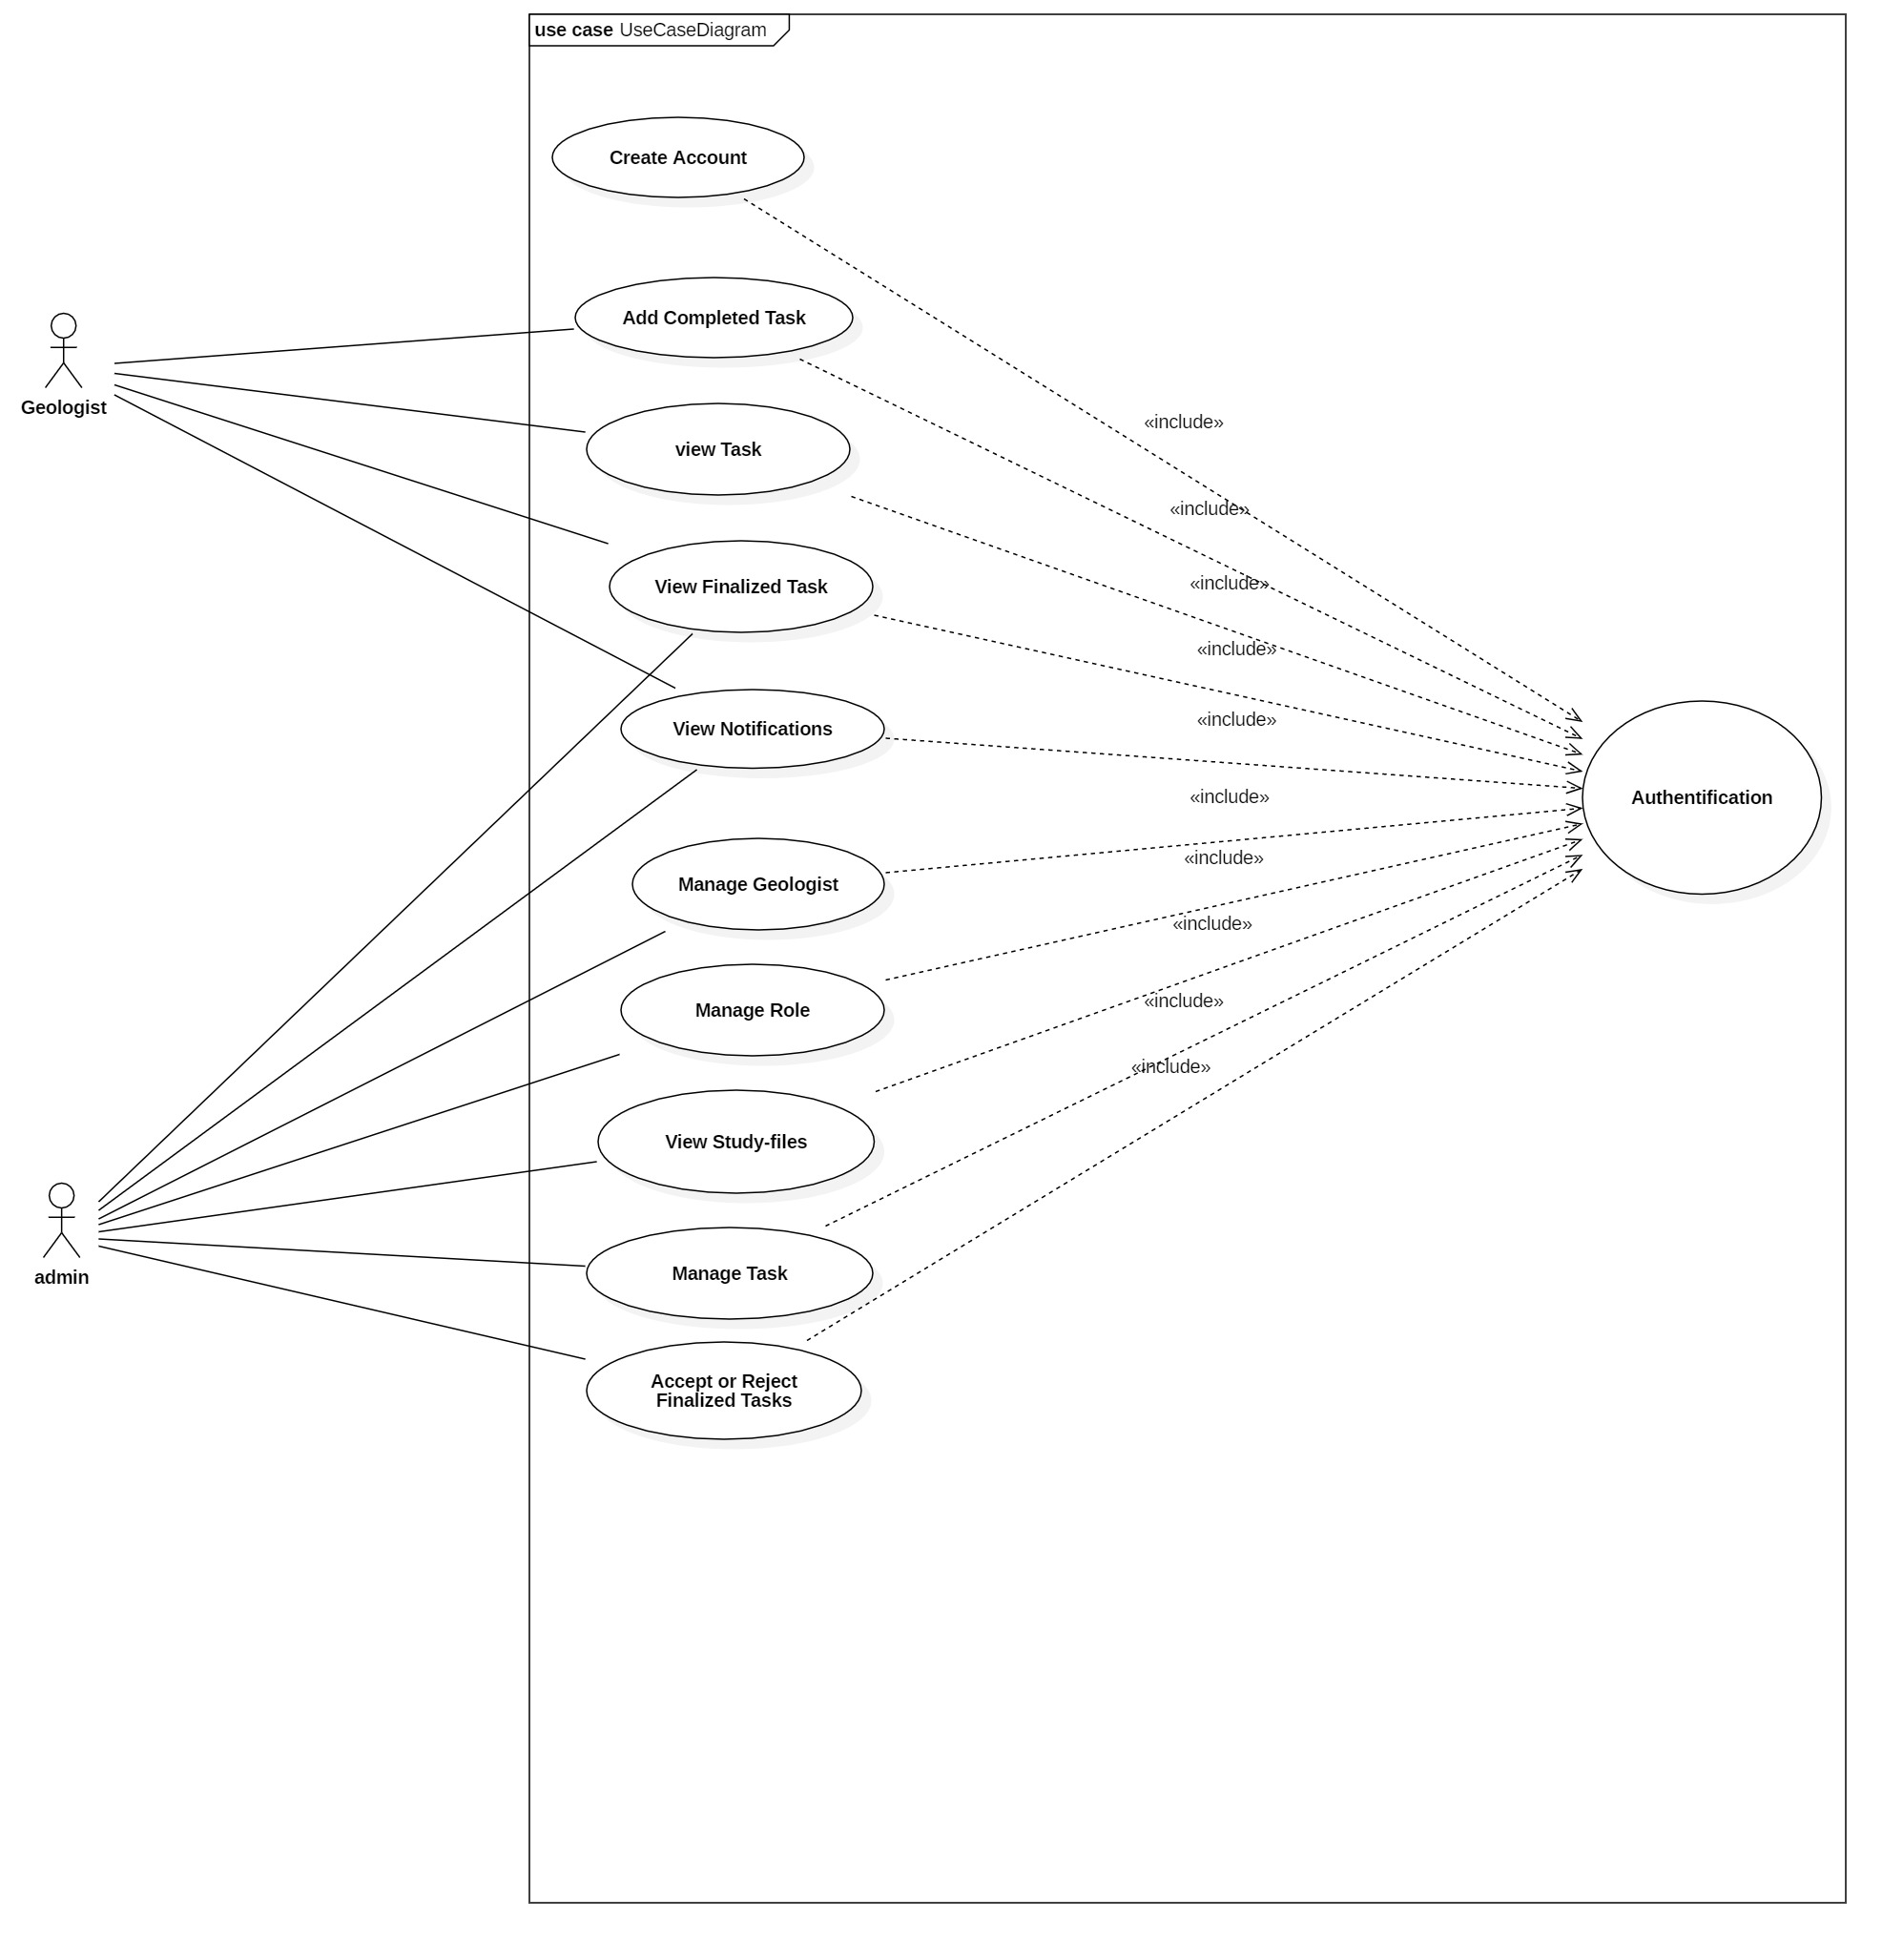 use case UseCaseDiagram
Create Account
Geologist
Add Completed Task
view Task
View Finalized Task
View Notifications
Manage Geologist
Manage Role
View Study-files
admin
Manage Task
Accept or Reject
Finalized Tasks
«include»
«include»
«include»
«include»
«include»
«include»
«include»
«include»
«include»
«include»
Authentification